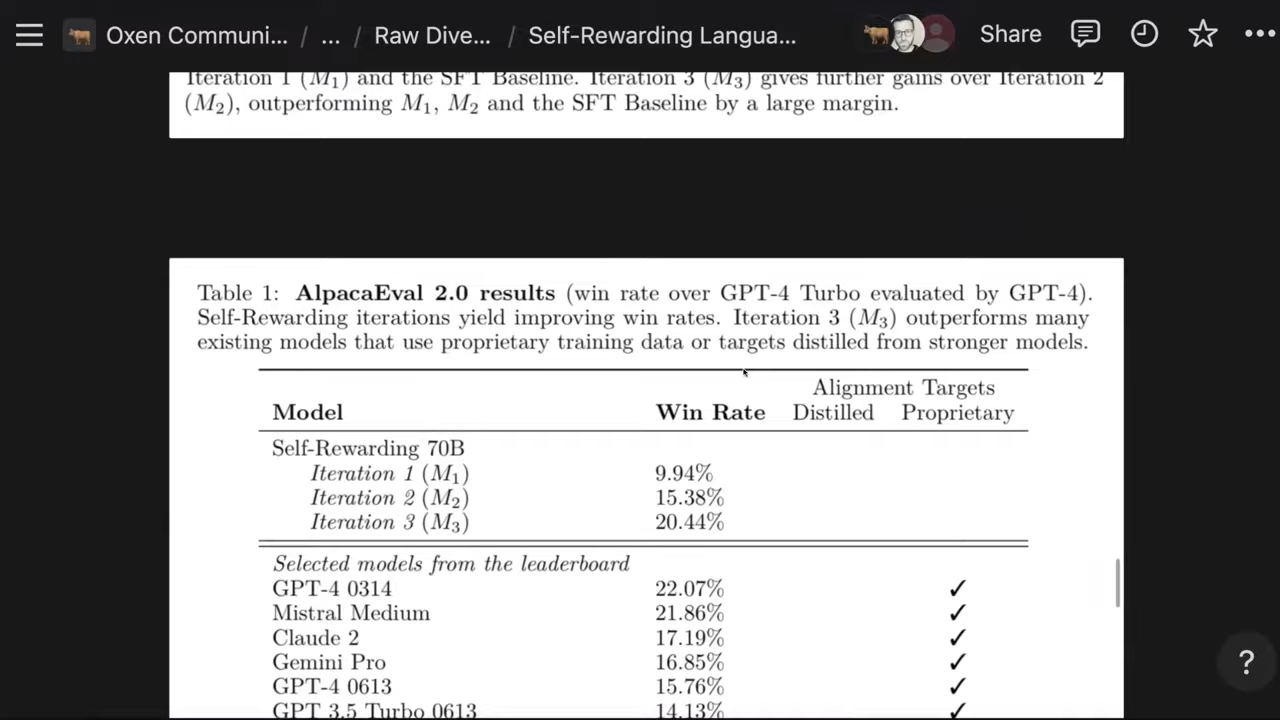 Oxen Communi... / ... / Raw Dive... / Self-Rewarding Langua... Share
Iteration 1 (M₁) and the SFT Baseline. Iteration 3 (M₃) gives further gains over Iteration 2
(M₂), outperforming M₁, M₂ and the SFT Baseline by a large margin.
Table 1: AlpacaEval 2.0 results (win rate over GPT-4 Turbo evaluated by GPT-4).
Self-Rewarding iterations yield improving win rates. Iteration 3 (M₃) outperforms many
existing models that use proprietary training data or targets distilled from stronger models.
Alignment Targets
Model Win Rate Distilled Proprietary
Self-Rewarding 70B
Iteration 1 (M₁) 9.94%
Iteration 2 (M₂) 15.38%
Iteration 3 (M₃) 20.44%
Selected models from the leaderboard
GPT-4 0314 22.07% ✓
Mistral Medium 21.86% ✓
Claude 2 17.19% ✓
Gemini Pro 16.85% ✓
GPT-4 0613 15.76% ✓
GPT 3.5 Turbo 0613 14.13% ✓
?